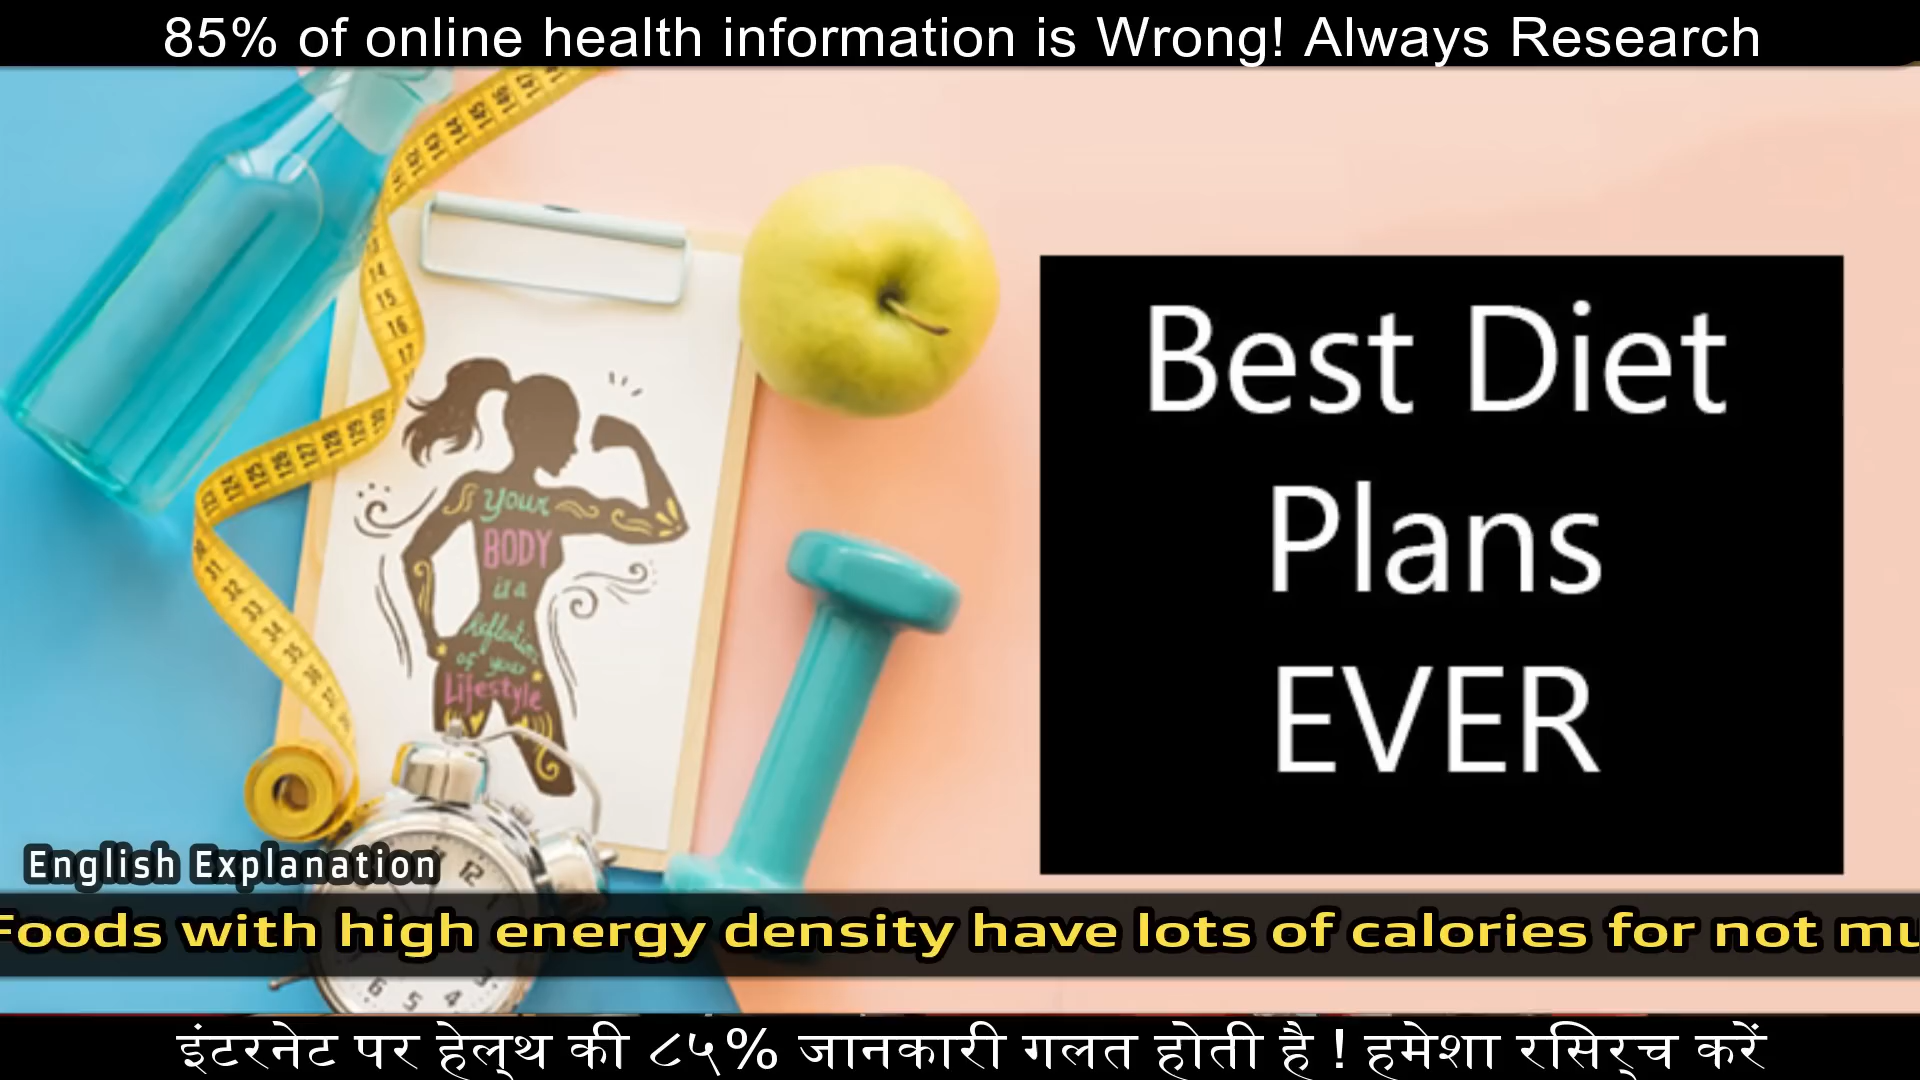 85% of online health information is Wrong! Always Research
Best Diet
Plans
EVER
your
BODY
is a
Reflection
of your
Lifestyle
English Explanation
Foods with high energy density have lots of calories for not mu
इंटरनेट पर हेल्थ की ८५% जानकारी गलत होती है ! हमेशा रसिर्च करें